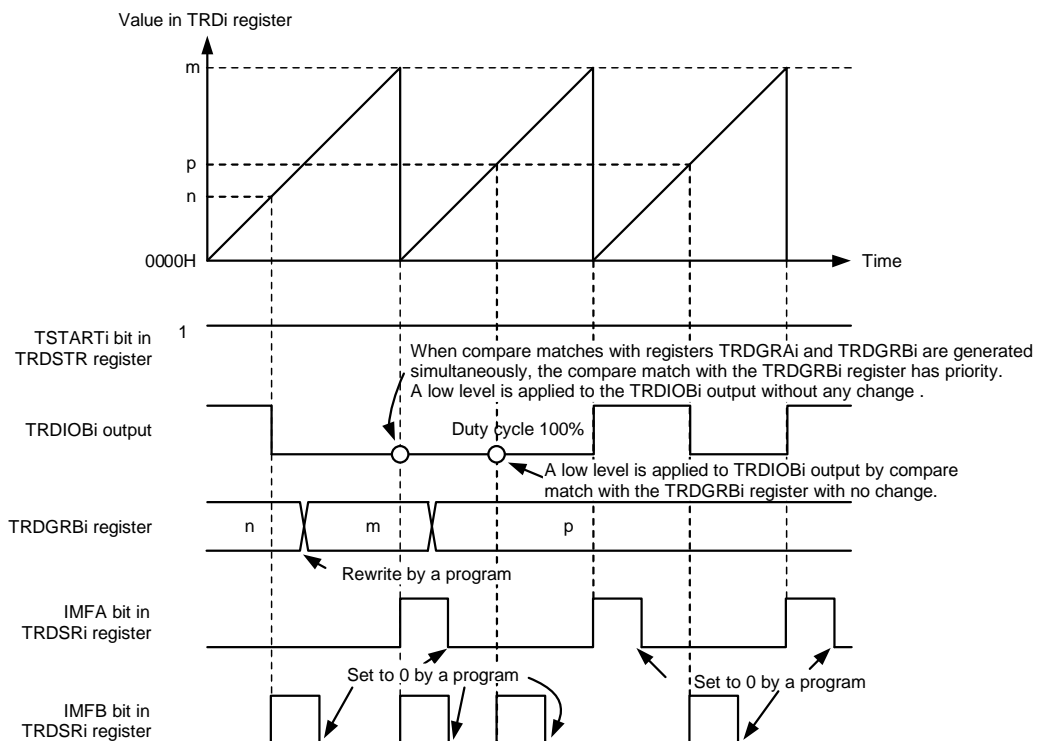 Value in TRDi register
m
p
n
0000H
Time
TSTARTi bit in
TRDSTR register
1
When compare matches with registers TRDGRAi and TRDGRBi are generated
simultaneously, the compare match with the TRDGRBi register has priority.
A low level is applied to the TRDIOBi output without any change .
TRDIOBi output
Duty cycle 100%
A low level is applied to TRDIOBi output by compare
match with the TRDGRBi register with no change.
TRDGRBi register
n
m
p
Rewrite by a program
IMFA bit in
TRDSRi register
Set to 0 by a program
Set to 0 by a program
IMFB bit in
TRDSRi register